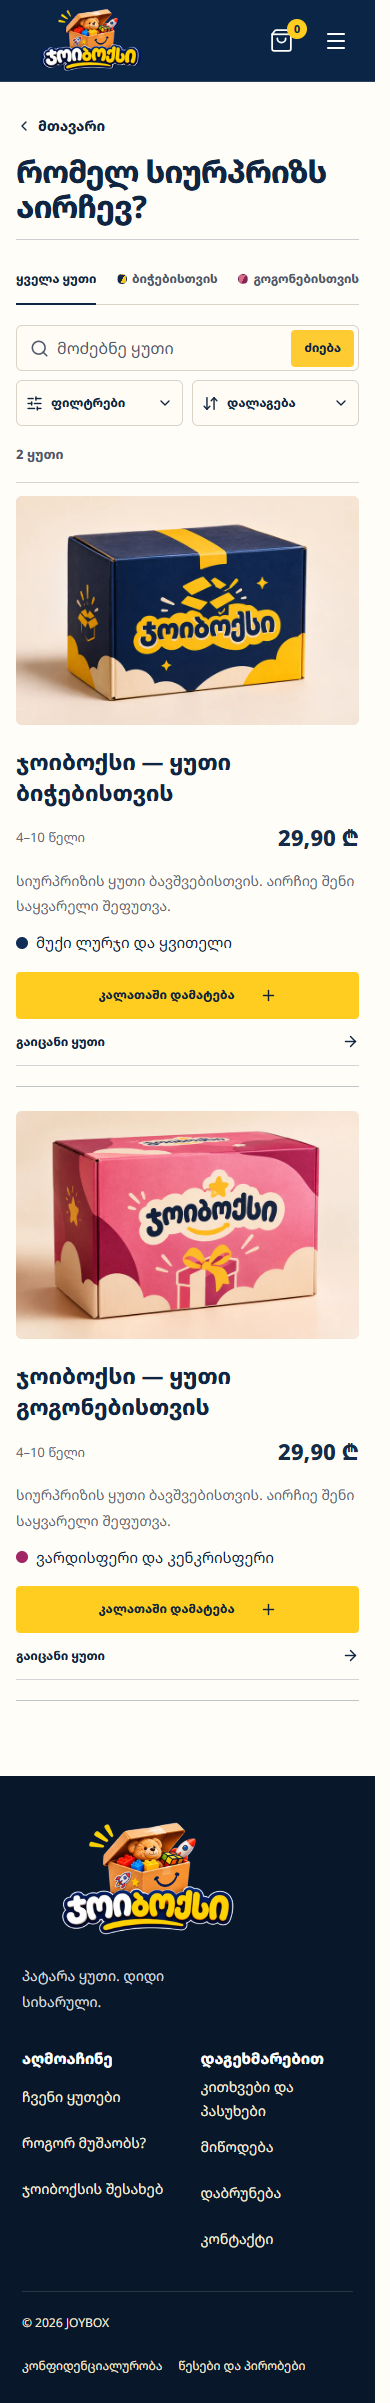 ჯოიბოქსი
0
მთავარი
რომელ სიურპრიზს
აირჩევ?
ყველა ყუთი
ბიჭებისთვის
გოგონებისთვის
მოძებნე ყუთი
ძიება
ფილტრები
დალაგება
2 ყუთი
ჯოიბოქსი
ჯოიბოქსი — ყუთი
ბიჭებისთვის
4–10 წელი
29,90 ₾
სიურპრიზის ყუთი ბავშვებისთვის. აირჩიე შენი
საყვარელი შეფუთვა.
მუქი ლურჯი და ყვითელი
კალათაში დამატება
გაიცანი ყუთი
ჯოიბოქსი
ჯოიბოქსი
ჯოიბოქსი — ყუთი
გოგონებისთვის
4–10 წელი
29,90 ₾
სიურპრიზის ყუთი ბავშვებისთვის. აირჩიე შენი
საყვარელი შეფუთვა.
ვარდისფერი და კენკრისფერი
კალათაში დამატება
გაიცანი ყუთი
ჯოიბოქსი
პატარა ყუთი. დიდი
სიხარული.
აღმოაჩინე
ჩვენი ყუთები
როგორ მუშაობს?
ჯოიბოქსის შესახებ
დაგეხმარებით
კითხვები და
პასუხები
მიწოდება
დაბრუნება
კონტაქტი
© 2026 JOYBOX
კონფიდენციალურობა
წესები და პირობები